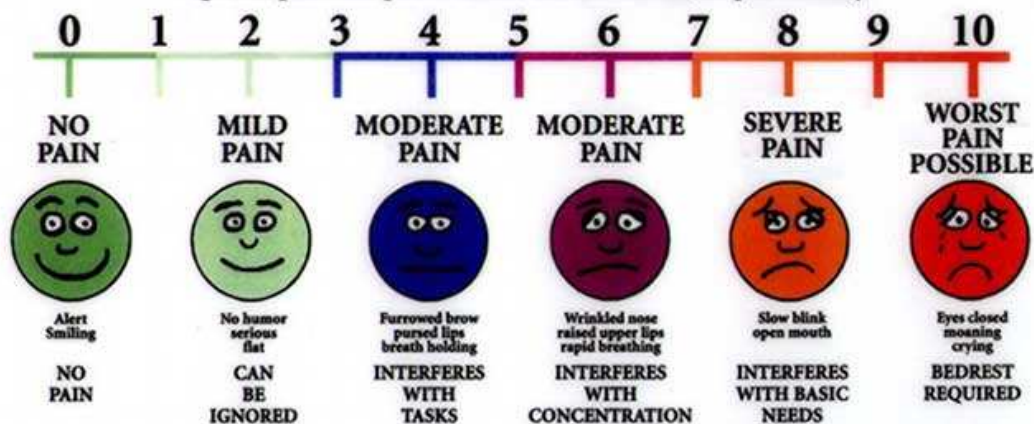 0 1 2 3 4 5 6 7 8 9 10
NO
PAIN
MILD
PAIN
MODERATE
PAIN
MODERATE
PAIN
SEVERE
PAIN
WORST
PAIN
POSSIBLE
Alert
Smiling
No humor
serious
flat
Furrowed brow
pursed lips
breath holding
Wrinkled nose
raised upper lips
rapid breathing
Slow blink
open mouth
Eyes closed
moaning
crying
NO
PAIN
CAN
BE
IGNORED
INTERFERES
WITH
TASKS
INTERFERES
WITH
CONCENTRATION
INTERFERES
WITH BASIC
NEEDS
BEDREST
REQUIRED